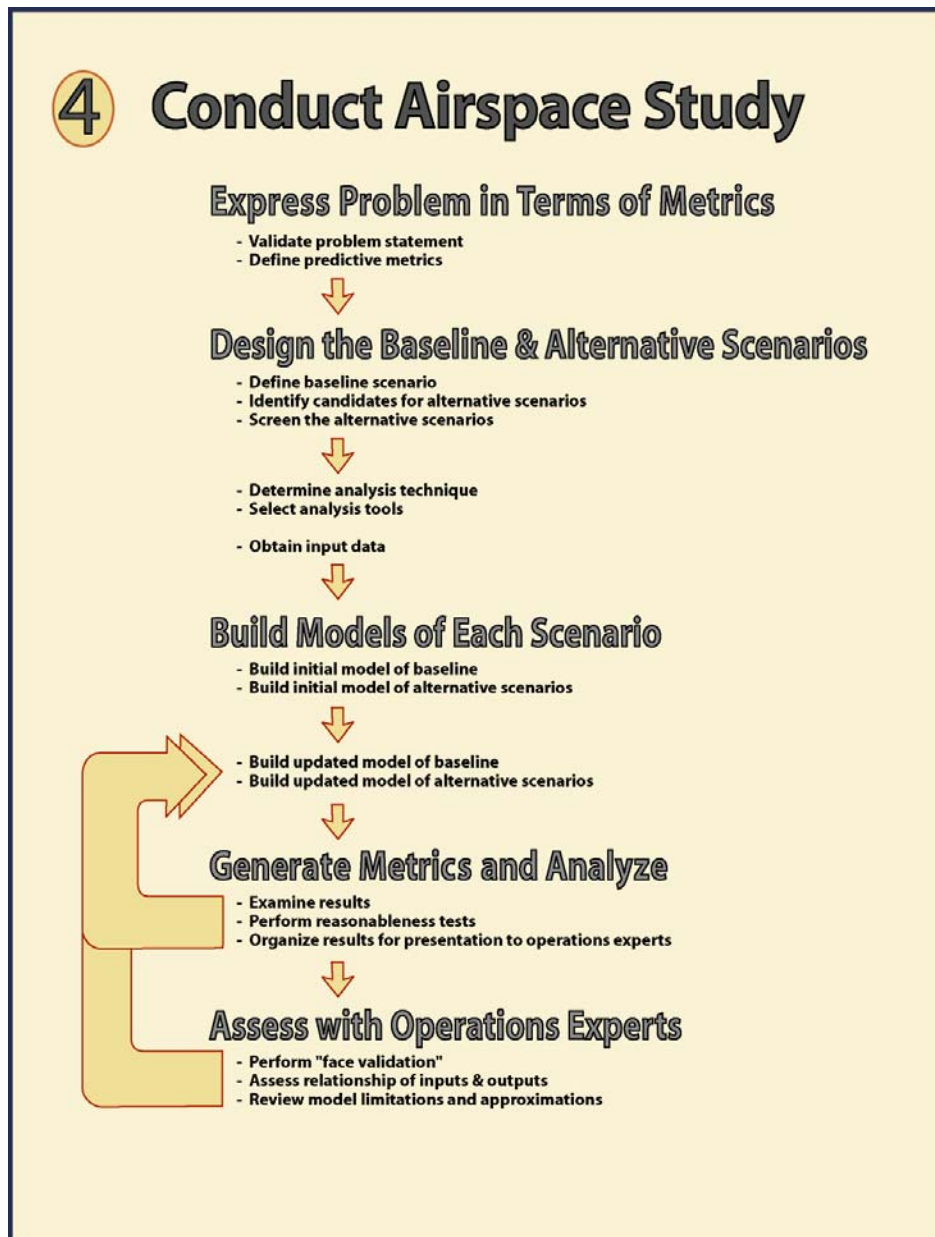 4 Conduct Airspace Study
Express Problem in Terms of Metrics
- Validate problem statement
- Define predictive metrics
Design the Baseline & Alternative Scenarios
- Define baseline scenario
- Identify candidates for alternative scenarios
- Screen the alternative scenarios
- Determine analysis technique
- Select analysis tools
- Obtain input data
Build Models of Each Scenario
- Build initial model of baseline
- Build initial model of alternative scenarios
- Build updated model of baseline
- Build updated model of alternative scenarios
Generate Metrics and Analyze
- Examine results
- Perform reasonableness tests
- Organize results for presentation to operations experts
Assess with Operations Experts
- Perform "face validation"
- Assess relationship of inputs & outputs
- Review model limitations and approximations